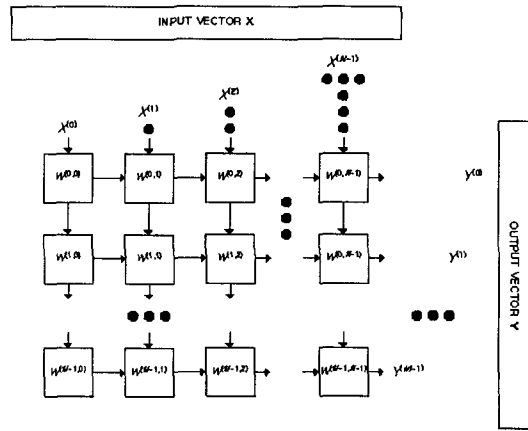 INPUT VECTOR X
X(N-1)
X(2)
X(1)
X(0)
W(0,0) W(0,1) W(0,2) W(0,N-1) Y(0)
W(1,0) W(1,1) W(1,2) W(0,N-1) Y(1)
W(M-1,0) W(M-1,1) W(M-1,2) W(M-1,N-1) Y(M-1)
OUTPUT VECTOR Y